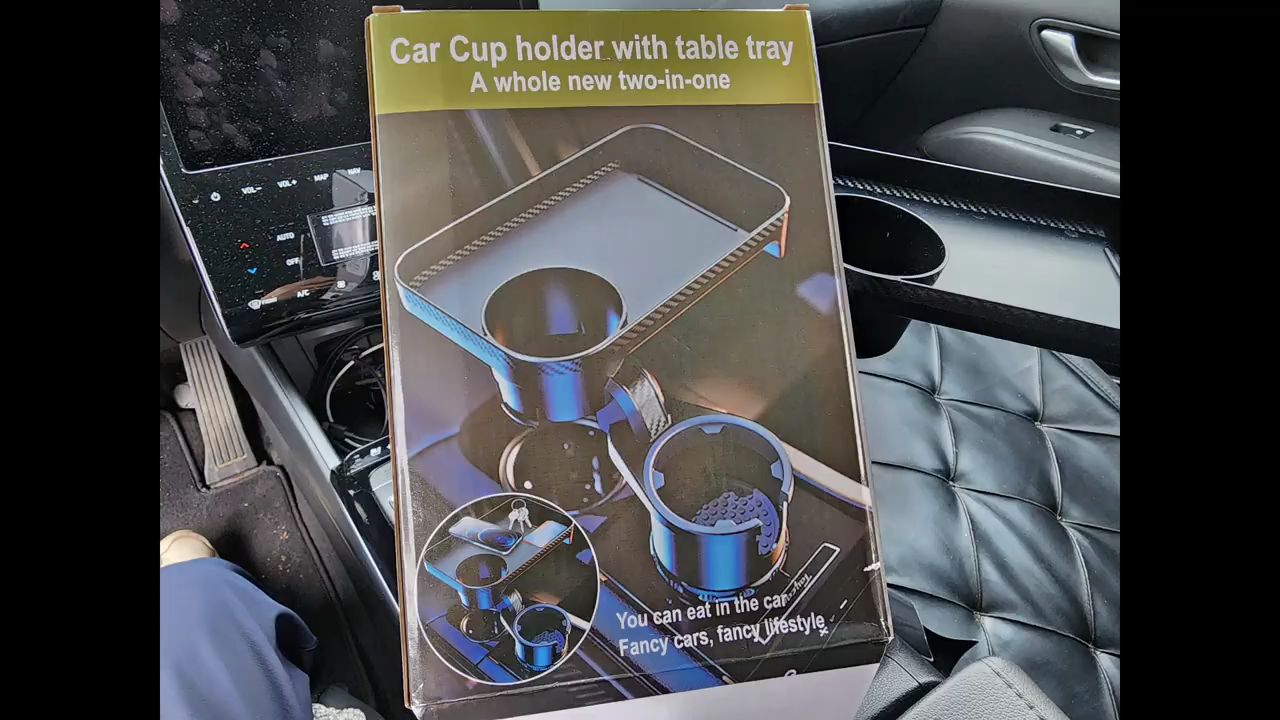 Car Cup holder with table tray
A whole new two-in-one
VOL- VOL+ MAP NAV
AUTO
OFF
A/C
You can eat in the car
Fancy cars, fancy lifestyle